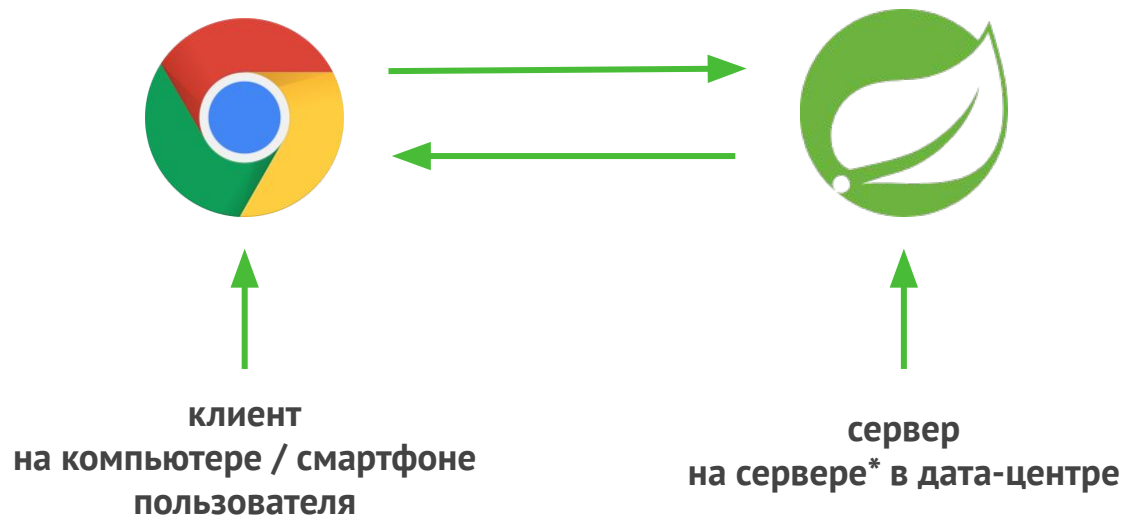 клиент
на компьютере / смартфоне
пользователя
сервер
на сервере* в дата-центре